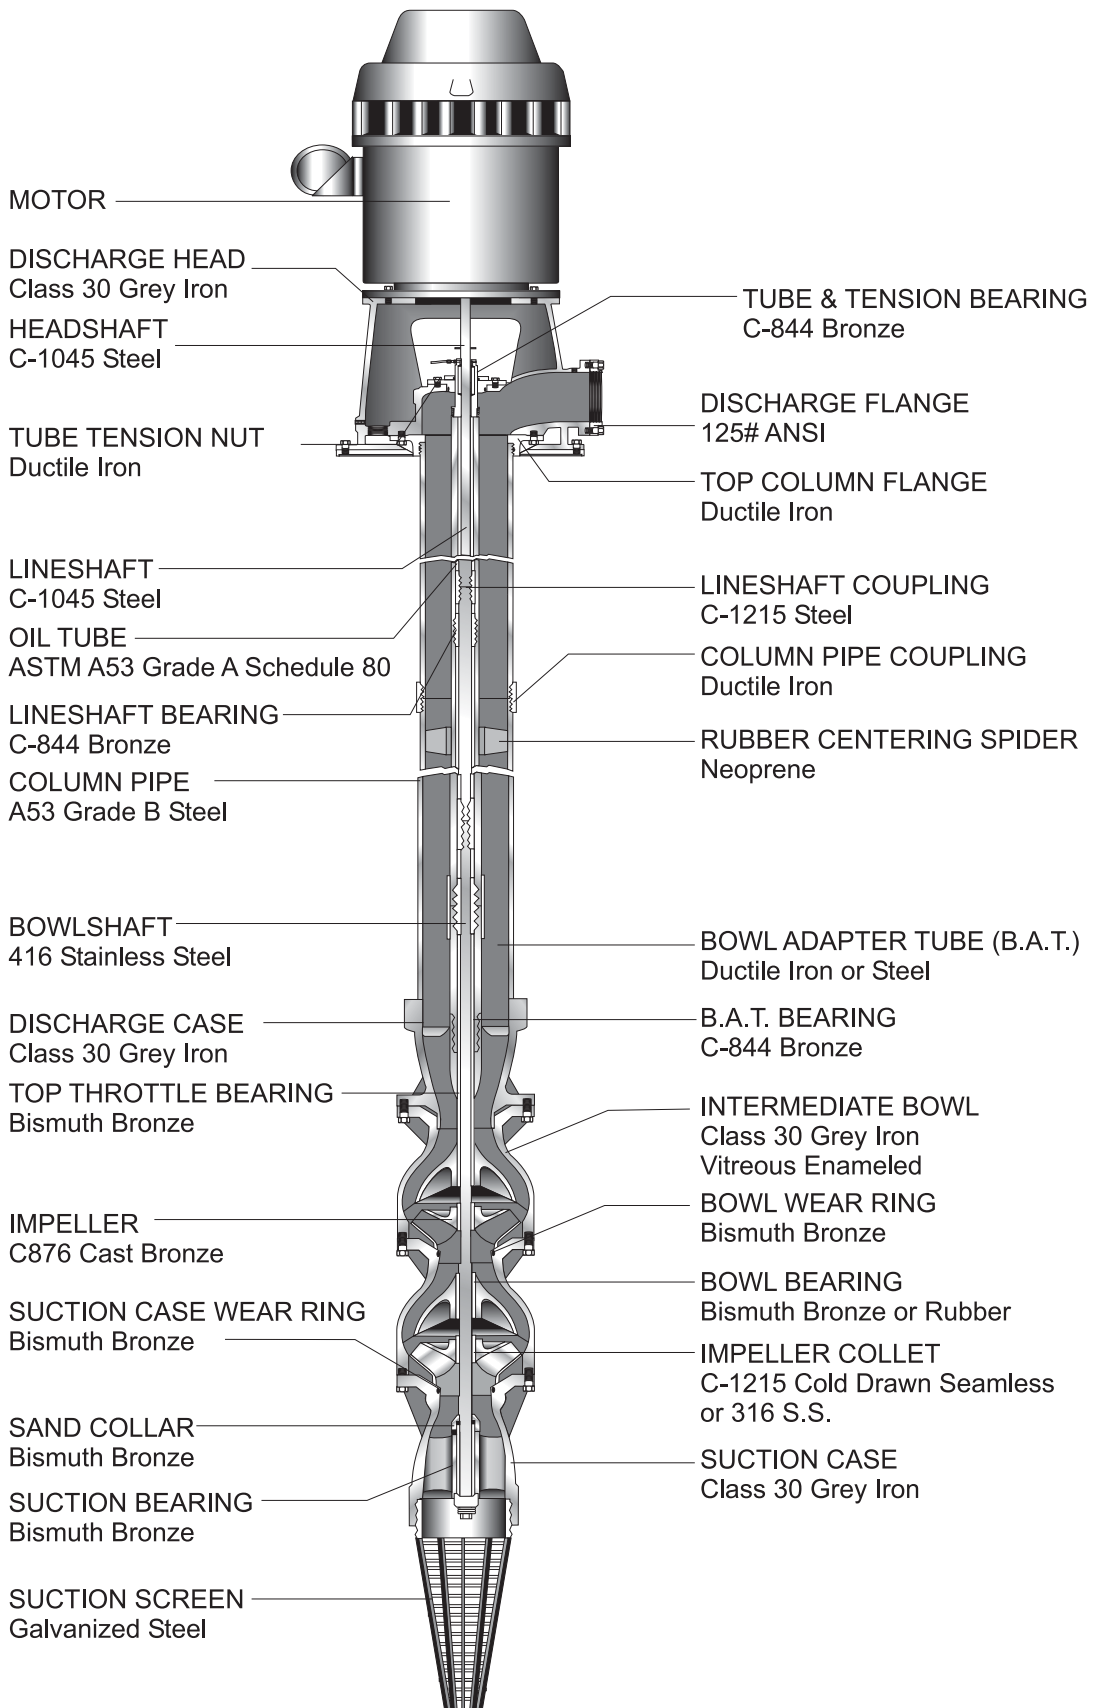 MOTOR
DISCHARGE HEAD
Class 30 Grey Iron
HEADSHAFT
C-1045 Steel
TUBE TENSION NUT
Ductile Iron
LINESHAFT
C-1045 Steel
OIL TUBE
ASTM A53 Grade A Schedule 80
LINESHAFT BEARING
C-844 Bronze
COLUMN PIPE
A53 Grade B Steel
BOWLSHAFT
416 Stainless Steel
DISCHARGE CASE
Class 30 Grey Iron
TOP THROTTLE BEARING
Bismuth Bronze
IMPELLER
C876 Cast Bronze
SUCTION CASE WEAR RING
Bismuth Bronze
SAND COLLAR
Bismuth Bronze
SUCTION BEARING
Bismuth Bronze
SUCTION SCREEN
Galvanized Steel
TUBE & TENSION BEARING
C-844 Bronze
DISCHARGE FLANGE
125# ANSI
TOP COLUMN FLANGE
Ductile Iron
LINESHAFT COUPLING
C-1215 Steel
COLUMN PIPE COUPLING
Ductile Iron
RUBBER CENTERING SPIDER
Neoprene
BOWL ADAPTER TUBE (B.A.T.)
Ductile Iron or Steel
B.A.T. BEARING
C-844 Bronze
INTERMEDIATE BOWL
Class 30 Grey Iron
Vitreous Enameled
BOWL WEAR RING
Bismuth Bronze
BOWL BEARING
Bismuth Bronze or Rubber
IMPELLER COLLET
C-1215 Cold Drawn Seamless
or 316 S.S.
SUCTION CASE
Class 30 Grey Iron